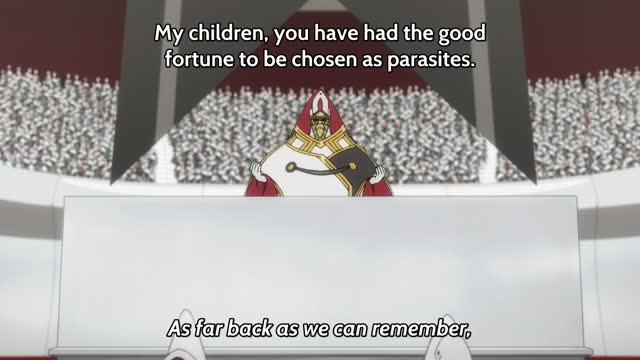 My children, you have had the good
fortune to be chosen as parasites.
As far back as we can remember,